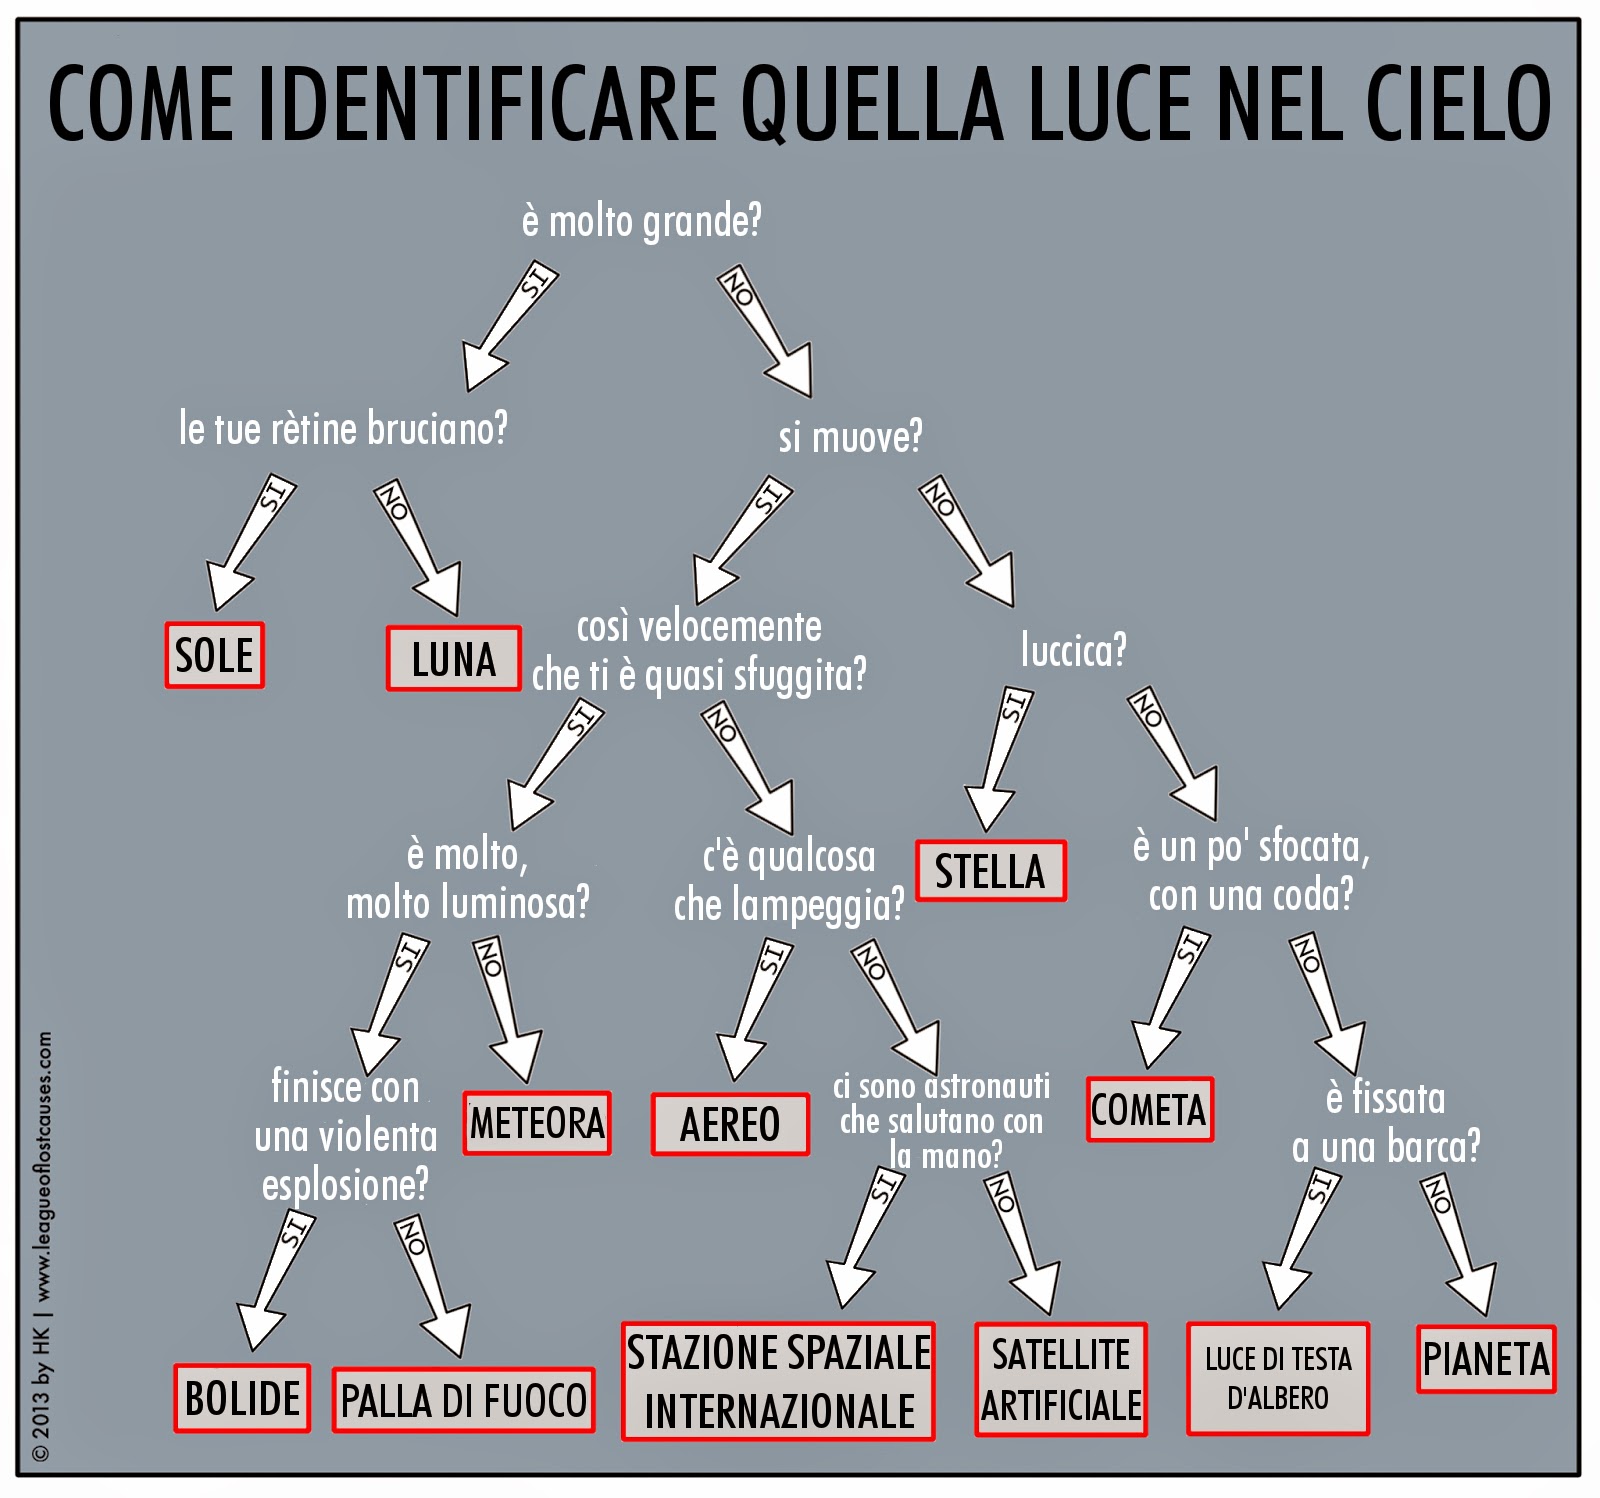 COME IDENTIFICARE QUELLA LUCE NEL CIELO
è molto grande?
SI
NO
le tue rètine bruciano?
si muove?
SI
NO
SI
NO
SOLE
LUNA
così velocemente
che ti è quasi sfuggita?
luccica?
SI
NO
SI
NO
è molto,
molto luminosa?
c'è qualcosa
che lampeggia?
STELLA
è un po' sfocata,
con una coda?
SI
NO
SI
NO
SI
NO
finisce con
una violenta
esplosione?
METEORA
AEREO
ci sono astronauti
che salutano con
la mano?
COMETA
è fissata
a una barca?
SI
NO
SI
NO
SI
NO
BOLIDE
PALLA DI FUOCO
STAZIONE SPAZIALE
INTERNAZIONALE
SATELLITE
ARTIFICIALE
LUCE DI TESTA
D'ALBERO
PIANETA
© 2013 by HK | www.leagueoflostcauses.com